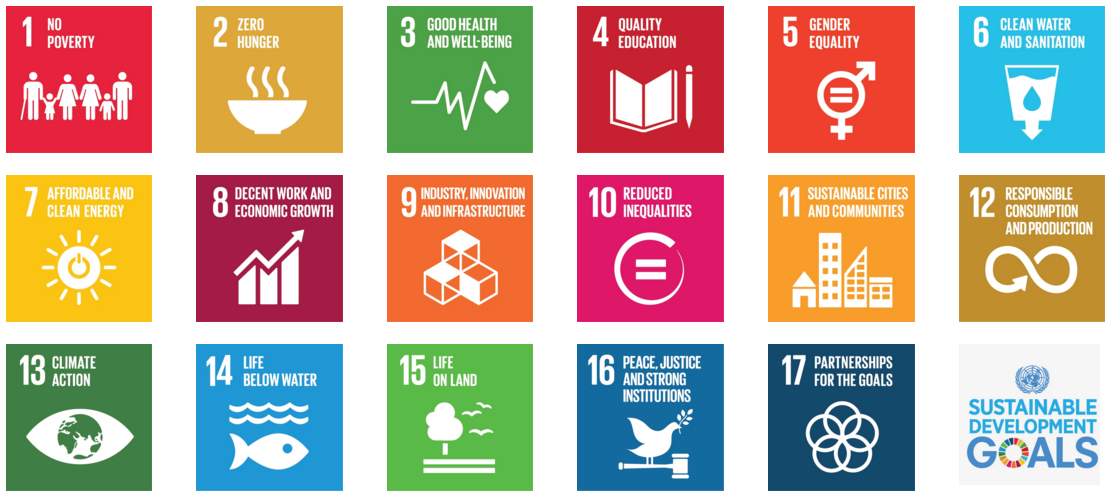 1 NO
POVERTY
2 ZERO
HUNGER
3 GOOD HEALTH
AND WELL-BEING
4 QUALITY
EDUCATION
5 GENDER
EQUALITY
6 CLEAN WATER
AND SANITATION
7 AFFORDABLE AND
CLEAN ENERGY
8 DECENT WORK AND
ECONOMIC GROWTH
9 INDUSTRY, INNOVATION
AND INFRASTRUCTURE
10 REDUCED
INEQUALITIES
11 SUSTAINABLE CITIES
AND COMMUNITIES
12 RESPONSIBLE
CONSUMPTION
AND PRODUCTION
13 CLIMATE
ACTION
14 LIFE
BELOW WATER
15 LIFE
ON LAND
16 PEACE, JUSTICE
AND STRONG
INSTITUTIONS
17 PARTNERSHIPS
FOR THE GOALS
SUSTAINABLE
DEVELOPMENT
GOALS